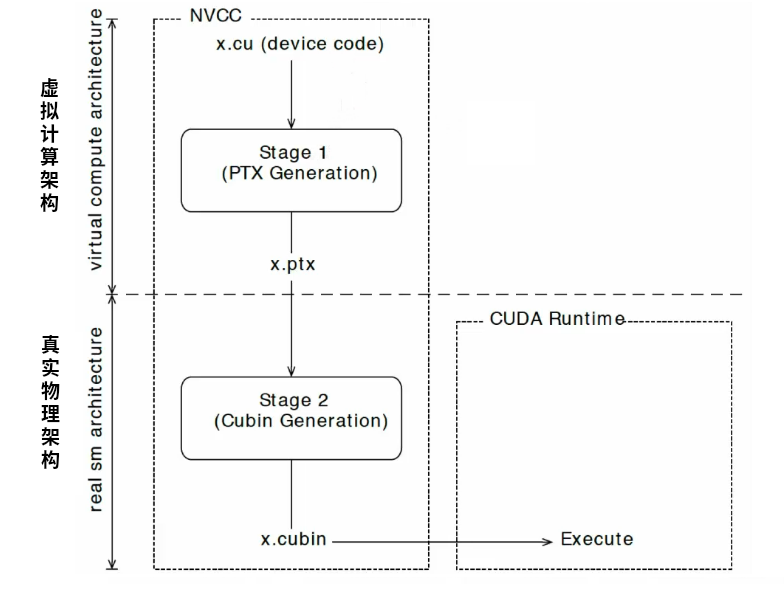 NVCC
x.cu (device code)
虚拟计算架构
virtual compute architecture
Stage 1
(PTX Generation)
x.ptx
真实物理架构
real sm architecture
CUDA Runtime
Stage 2
(Cubin Generation)
x.cubin
Execute